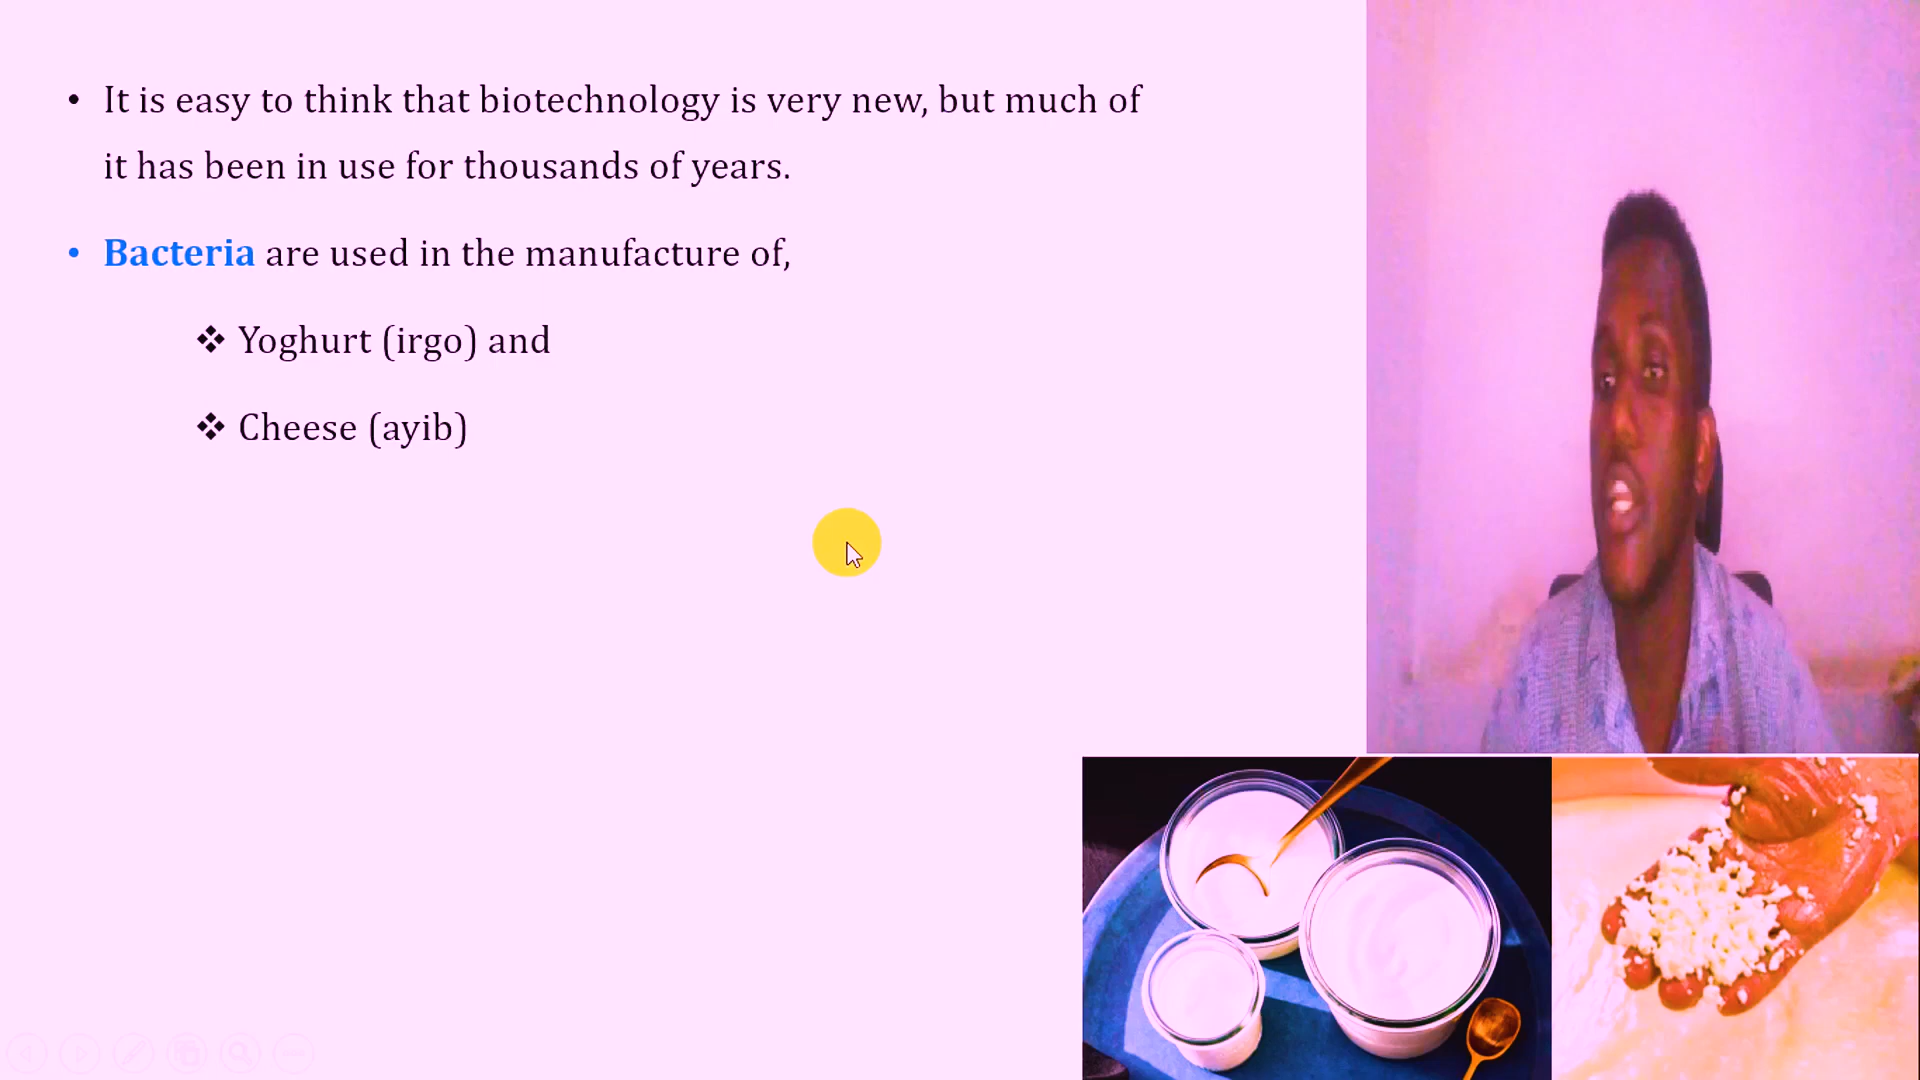 • It is easy to think that biotechnology is very new, but much of
it has been in use for thousands of years.
• Bacteria are used in the manufacture of,
❖ Yoghurt (irgo) and
❖ Cheese (ayib)